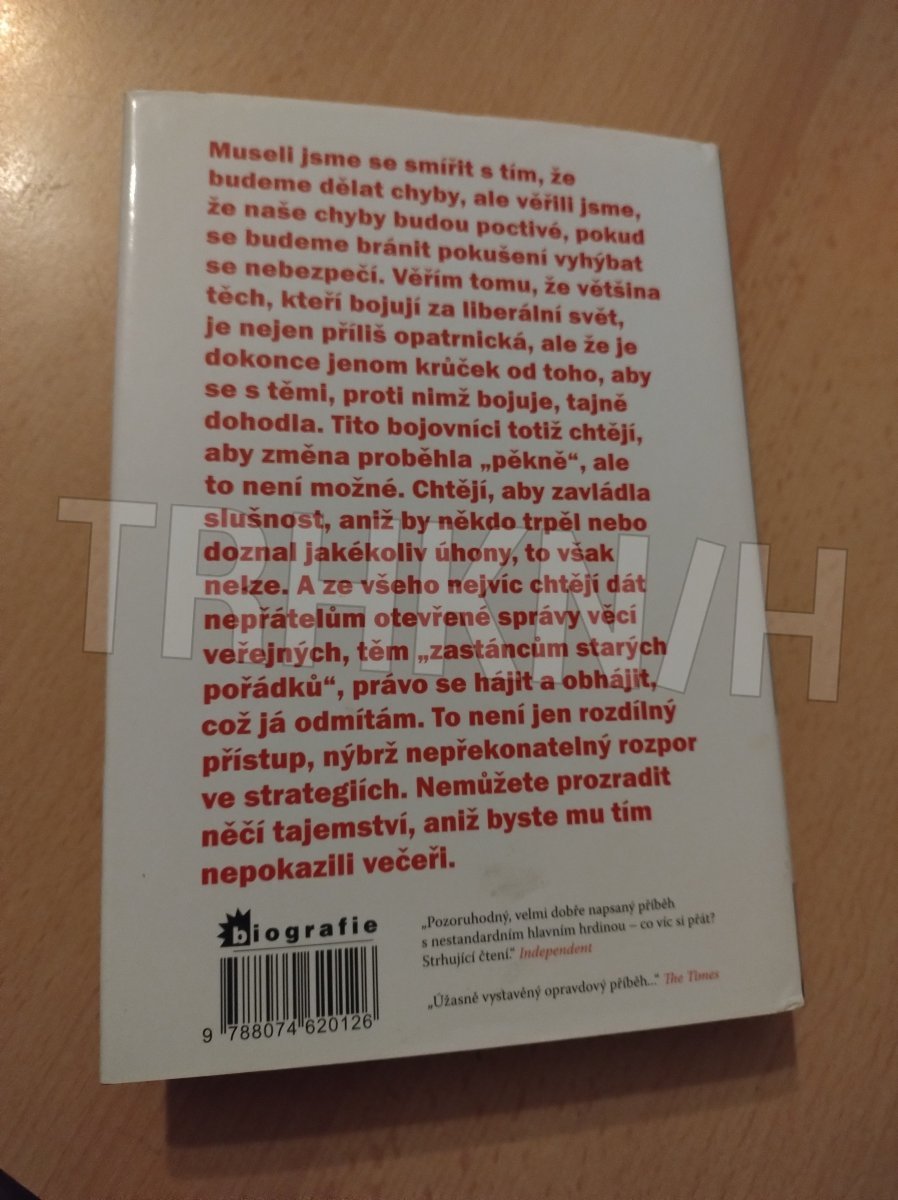 Museli jsme se smířit s tím, že
budeme dělat chyby, ale věřili jsme,
že naše chyby budou poctivé, pokud
se budeme bránit pokušení vyhýbat
se nebezpečí. Věřím tomu, že většina
těch, kteří bojují za liberální svět,
je nejen příliš opatrnická, ale že je
dokonce jenom krůček od toho, aby
se s těmi, proti nimž bojuje, tajně
dohodla. Tito bojovníci totiž chtějí,
aby změna proběhla „pěkně“, ale
to není možné. Chtějí, aby zavládla
slušnost, aniž by někdo trpěl nebo
doznal jakékoliv úhony, to však
nelze. A ze všeho nejvíc chtějí dát
nepřátelům otevřené správy věcí
veřejných, těm „zastáncům starých
pořádků“, právo se hájit a obhájit,
což já odmítám. To není jen rozdílný
přístup, nýbrž nepřekonatelný rozpor
ve strategiích. Nemůžete prozradit
něčí tajemství, aniž byste mu tím
nepokazili večeři.
biografie
9 788074 620126
„Pozoruhodný, velmi dobře napsaný příběh
s nestandardním hlavním hrdinou – co víc si přát?
Strhující čtení.“ Independent
„Úžasně vystavěný opravdový příběh...“ The Times
TRHKN/H